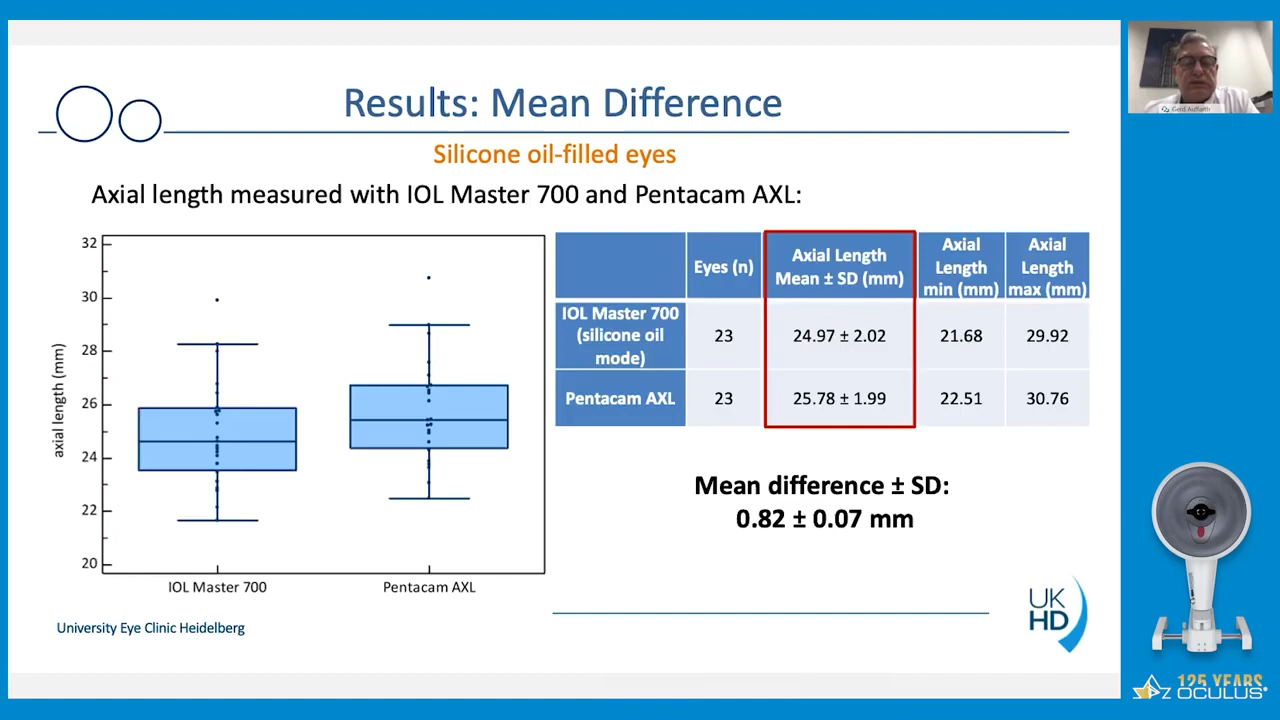 Results: Mean Difference
Silicone oil-filled eyes
Axial length measured with IOL Master 700 and Pentacam AXL:
axial length (mm)
32
30
28
26
24
22
20
IOL Master 700
Pentacam AXL
Eyes (n)
Axial Length
Mean ± SD (mm)
Axial
Length
min (mm)
Axial
Length
max (mm)
IOL Master 700
(silicone oil
mode)
23
24.97 ± 2.02
21.68
29.92
Pentacam AXL
23
25.78 ± 1.99
22.51
30.76
Mean difference ± SD:
0.82 ± 0.07 mm
University Eye Clinic Heidelberg
UK
HD
Gerd Auffarth
125 YEARS
OCULUS®